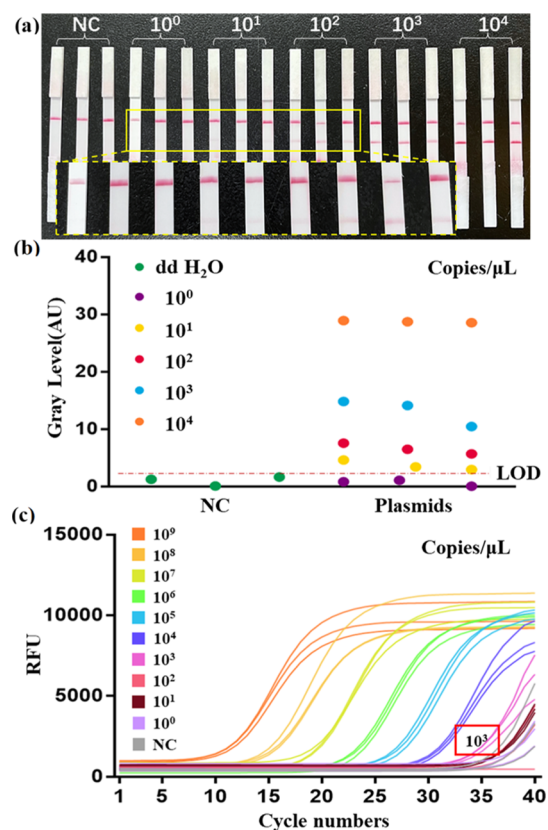 (a)
NC 10⁰ 10¹ 10² 10³ 10⁴
(b)
Copies/μL
dd H₂O
10⁰
10¹
10²
10³
10⁴
Gray Level(AU)
40
30
20
10
0
LOD
NC Plasmids
(c)
Copies/μL
10⁹
10⁸
10⁷
10⁶
10⁵
10⁴
10³
10²
10¹
10⁰
NC
RFU
15000
10000
5000
0
10³
1 5 10 15 20 25 30 35 40
Cycle numbers